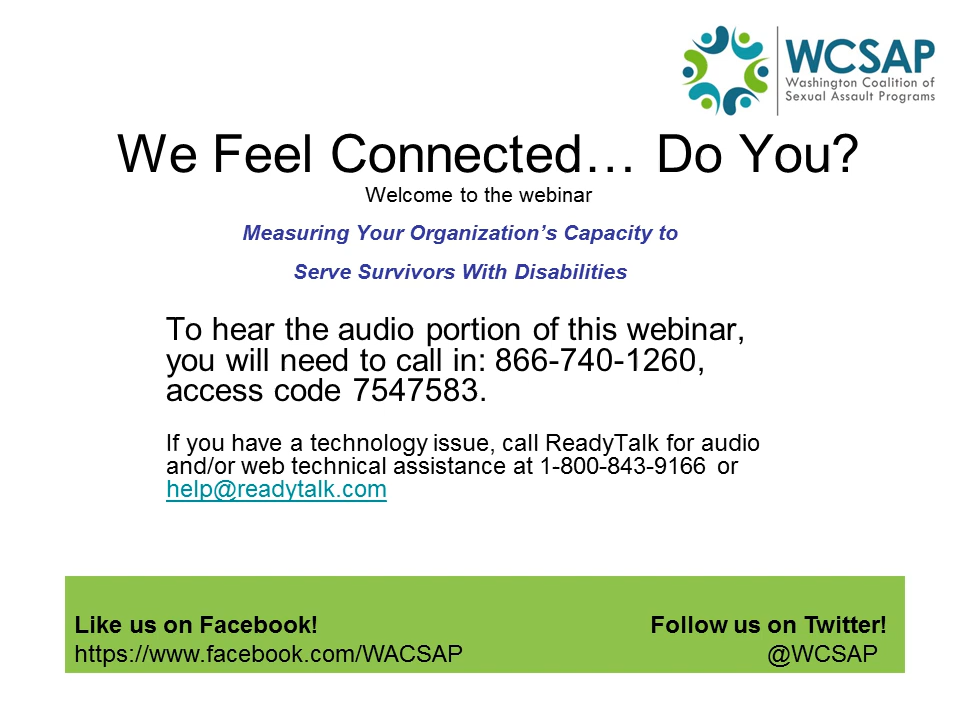 WCSAP
Washington Coalition of
Sexual Assault Programs
We Feel Connected… Do You?
Welcome to the webinar
Measuring Your Organization’s Capacity to
Serve Survivors With Disabilities
To hear the audio portion of this webinar,
you will need to call in: 866-740-1260,
access code 7547583.
If you have a technology issue, call ReadyTalk for audio
and/or web technical assistance at 1-800-843-9166 or
help@readytalk.com
Like us on Facebook! Follow us on Twitter!
https://www.facebook.com/WACSAP @WCSAP